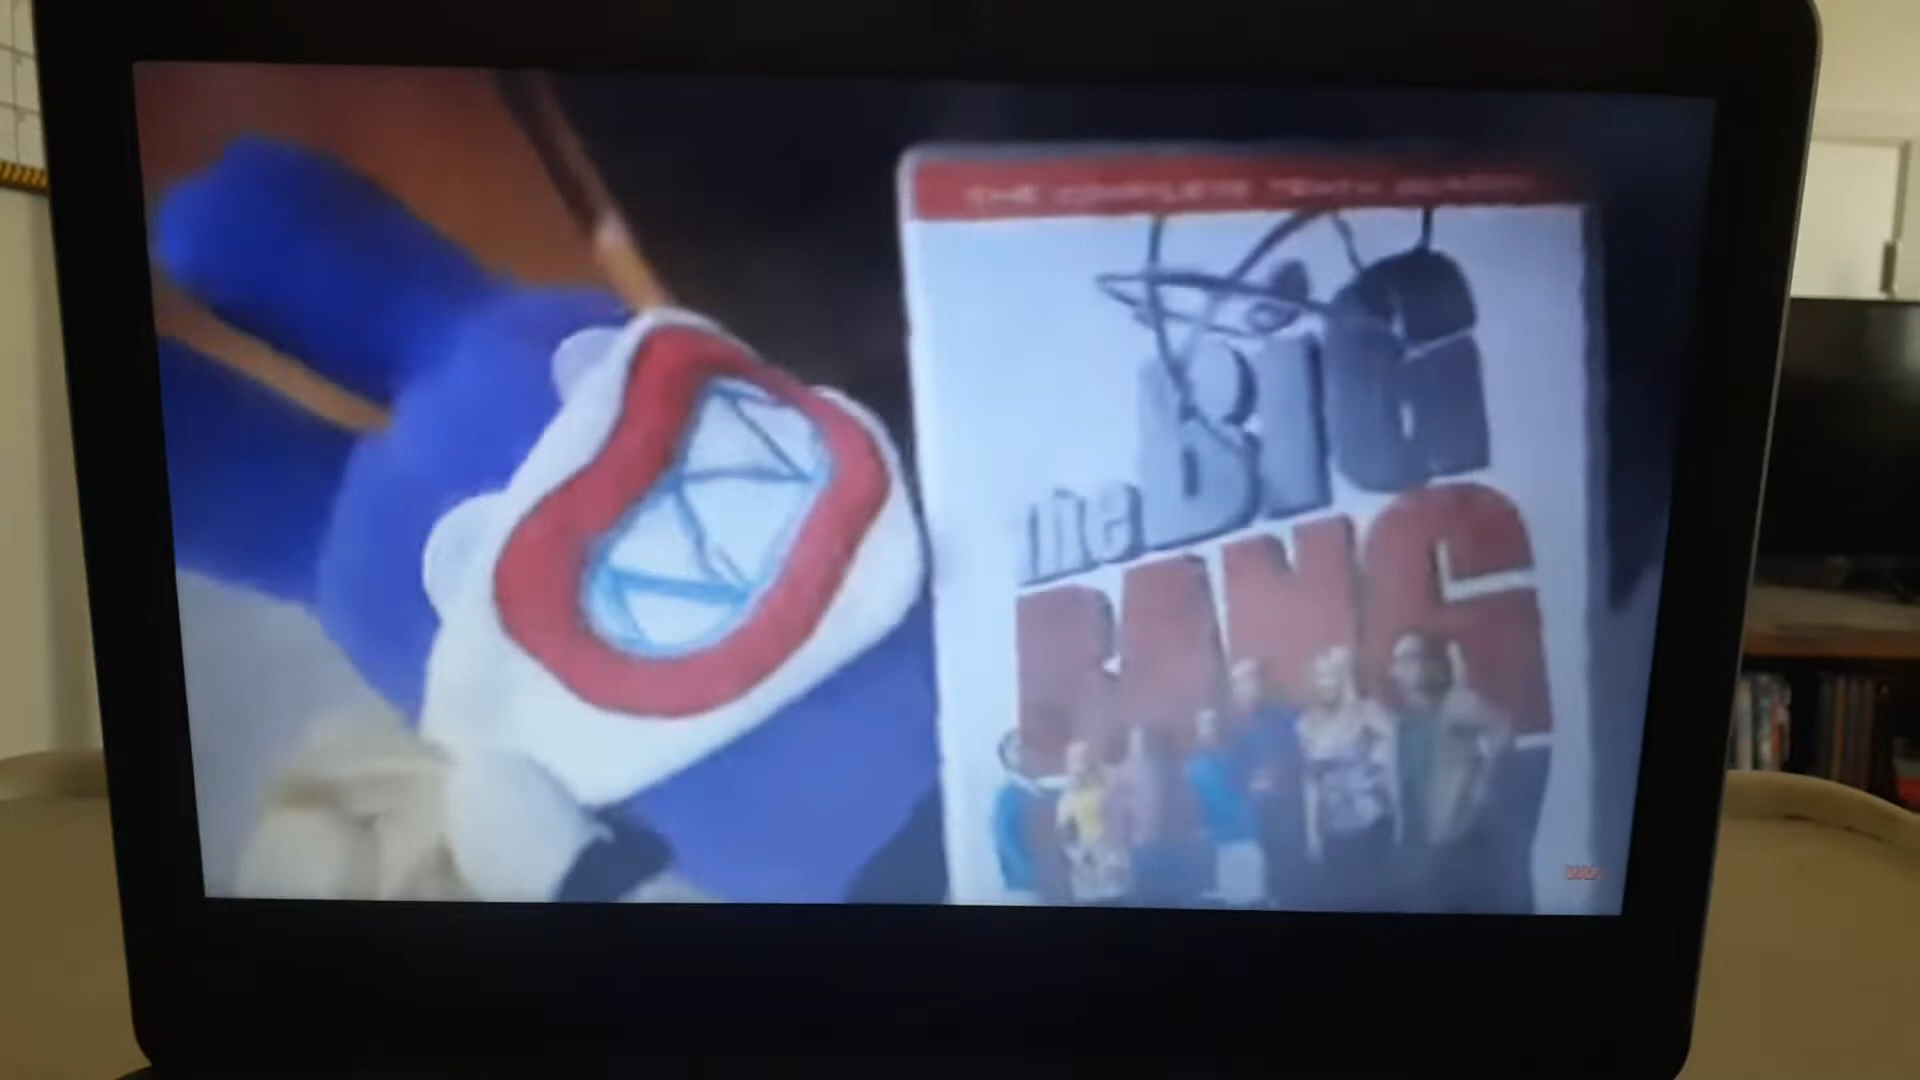 THE COMPLETE TENTH SEASON
the BIG
BANG